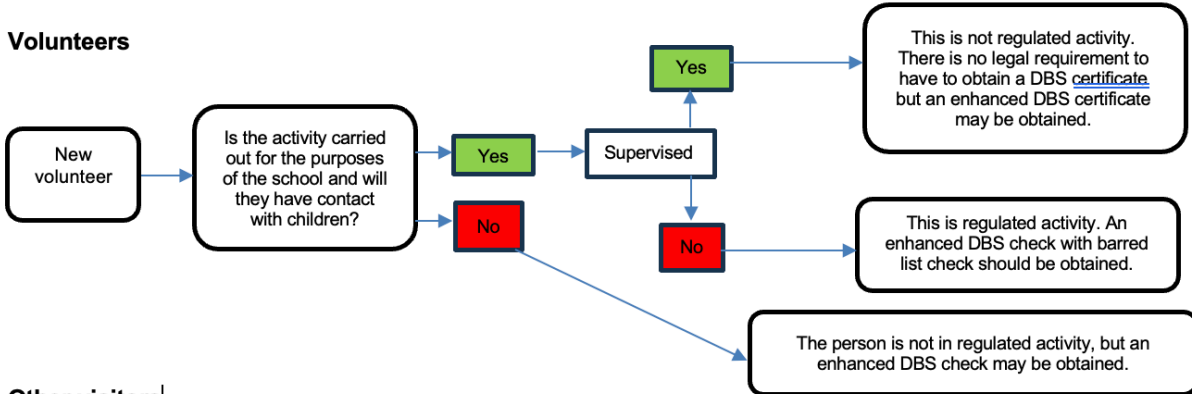 Volunteers
New
volunteer
Is the activity carried
out for the purposes
of the school and will
they have contact
with children?
Yes
No
Supervised
Yes
No
This is not regulated activity.
There is no legal requirement to
have to obtain a DBS certificate
but an enhanced DBS certificate
may be obtained.
This is regulated activity. An
enhanced DBS check with barred
list check should be obtained.
The person is not in regulated activity, but an
enhanced DBS check may be obtained.